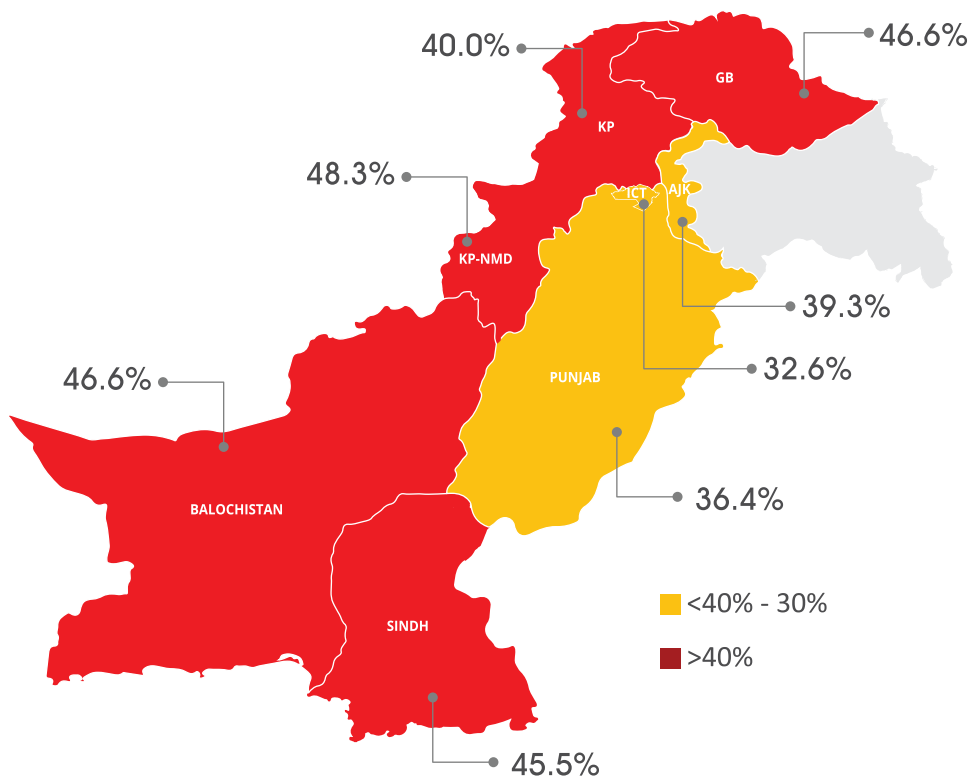 46.6%
40.0%
GB
KP
48.3%
ICT
AJK
KP-NMD
39.3%
32.6%
46.6%
PUNJAB
36.4%
BALOCHISTAN
<40% - 30%
SINDH
>40%
45.5%